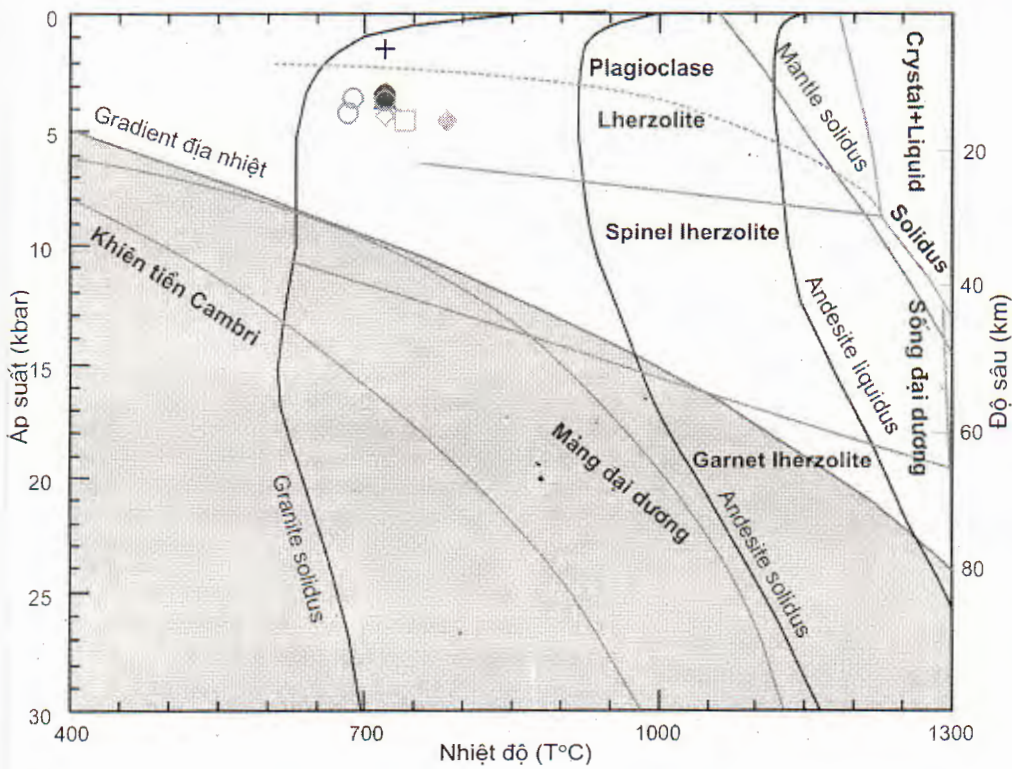 0
5
10
15
20
25
30
Áp suất (kbar)
400
700
1000
1300
Nhiệt độ (T°C)
20
40
60
80
Độ sâu (km)
Gradient địa nhiệt
Khiên tiền Cambri
Granite solidus
Mảng đại dương
Plagioclase
Lherzolite
Spinel lherzolite
Garnet lherzolite
Andesite solidus
Andesite liquidus
Mantle solidus
Crystal+Liquid
Solidus
Sống đại dương